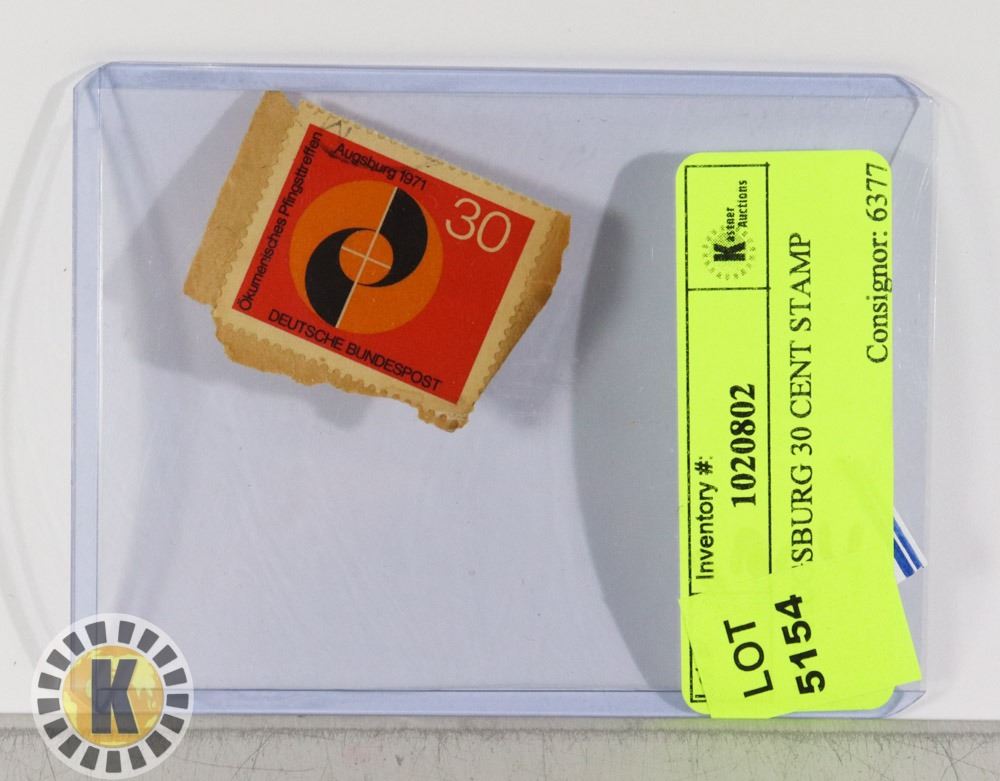 Augsburg 1971
Ökumenisches Pfingsttreffen
30
DEUTSCHE BUNDESPOST
Kastner
Auctions
Inventory #:
1020802
SBURG 30 CENT STAMP
Consignor: 6377
LOT
5154
K